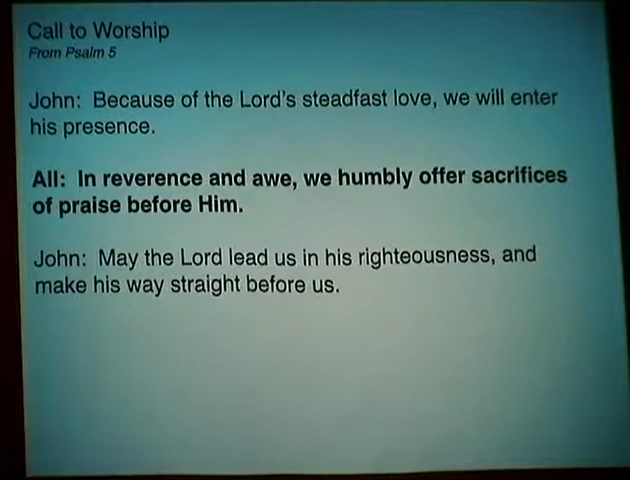 Call to Worship
From Psalm 5
John:  Because of the Lord's steadfast love, we will enter
his presence.
All:  In reverence and awe, we humbly offer sacrifices
of praise before Him.
John:  May the Lord lead us in his righteousness, and
make his way straight before us.